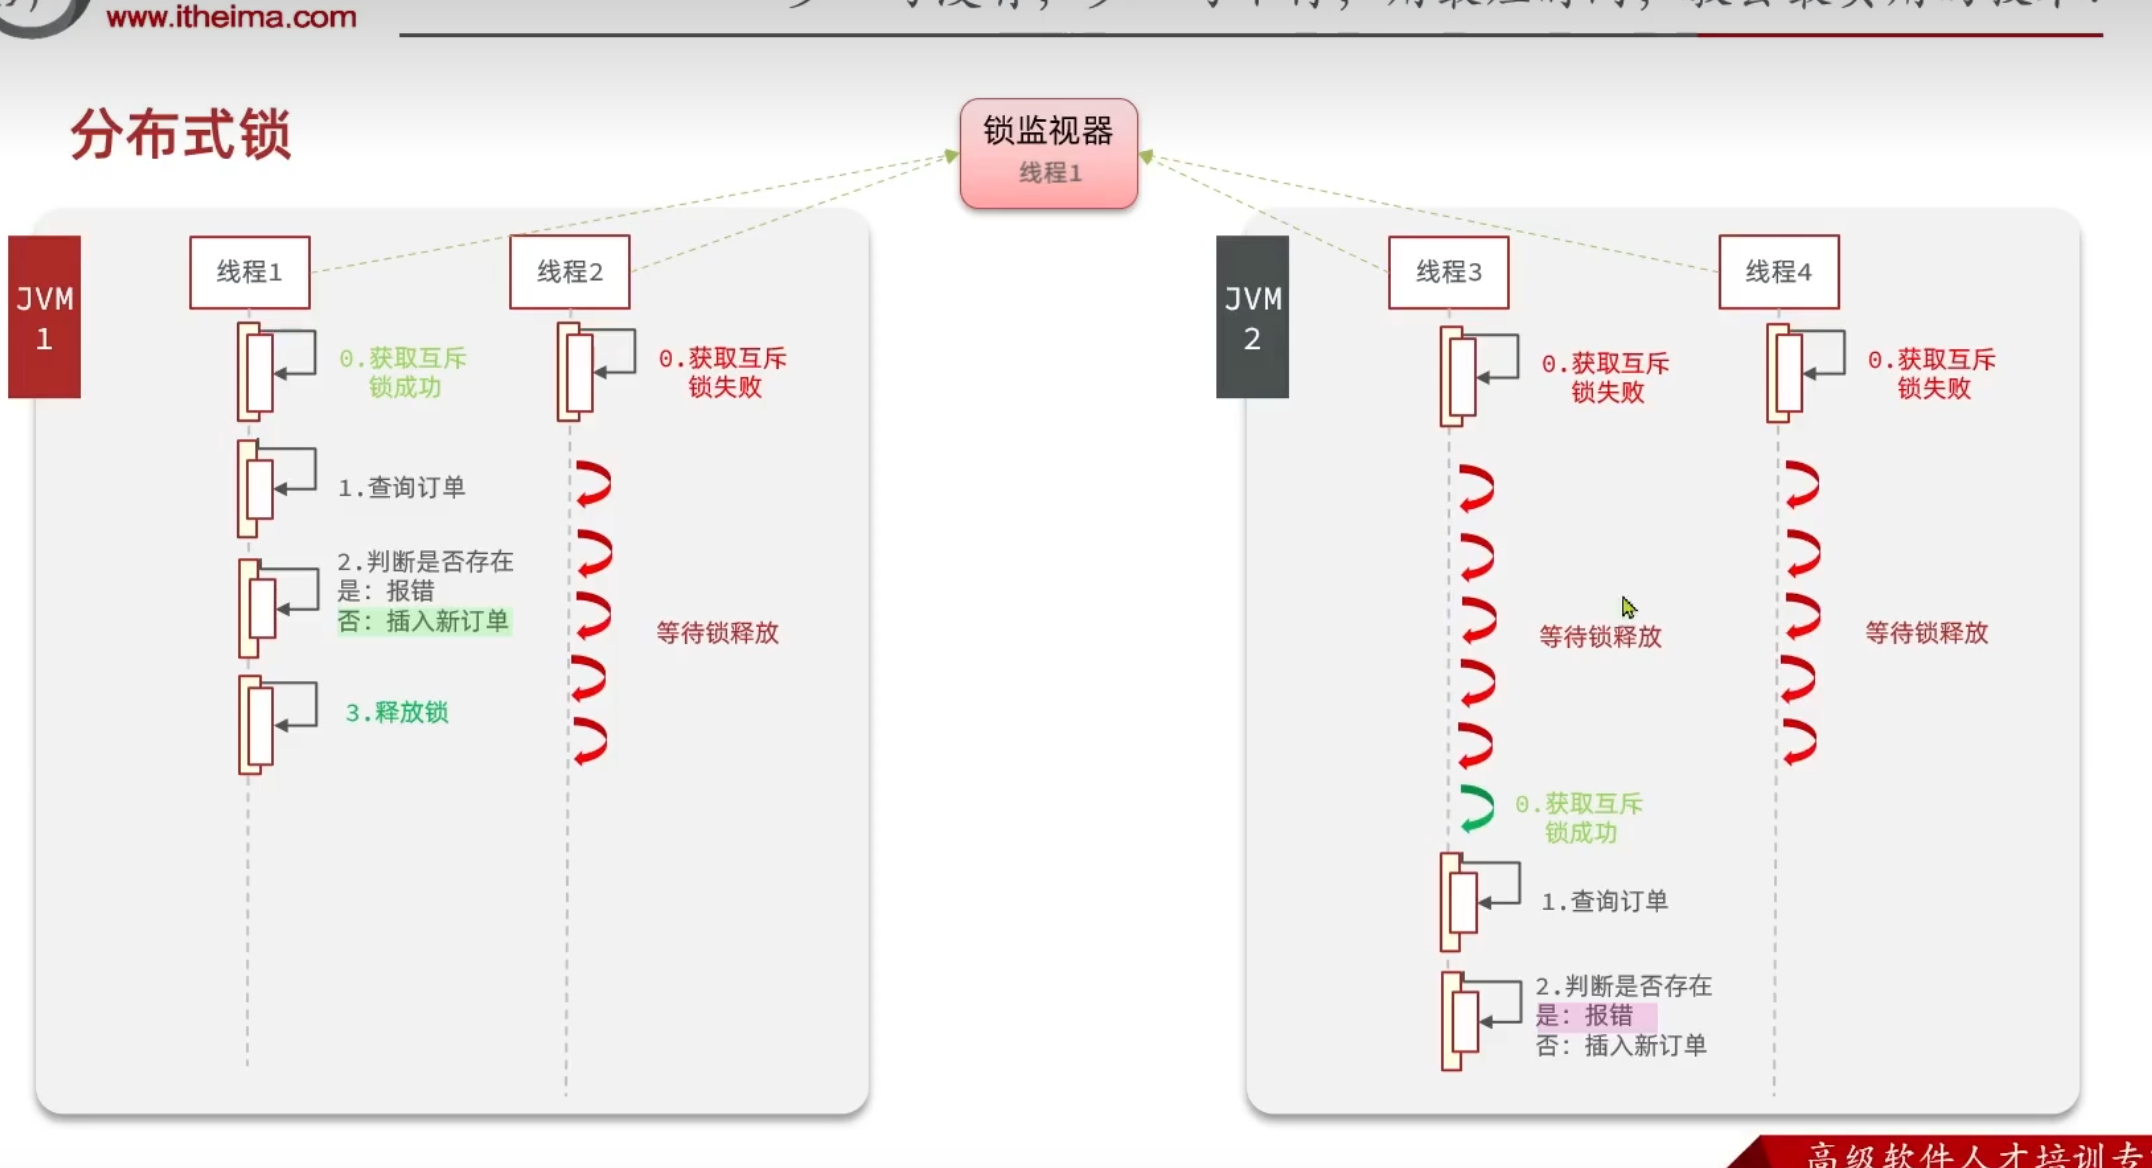 www.itheima.com
分布式锁
锁监视器
线程1
JVM
1
线程1
0.获取互斥
锁成功
1.查询订单
2.判断是否存在
是：报错
否：插入新订单
3.释放锁
线程2
0.获取互斥
锁失败
等待锁释放
JVM
2
线程3
0.获取互斥
锁失败
等待锁释放
0.获取互斥
锁成功
1.查询订单
2.判断是否存在
是：报错
否：插入新订单
线程4
0.获取互斥
锁失败
等待锁释放
高级软件人才培训专